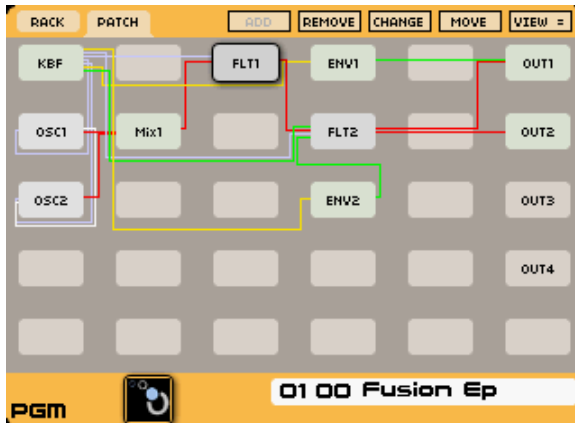 RACK PATCH ADD REMOVE CHANGE MOVE VIEW =
KBF FLT1 ENV1 OUT1
OSC1 Mix1 FLT2 OUT2
OSC2 ENV2 OUT3
OUT4
PGM 01 00 Fusion Ep